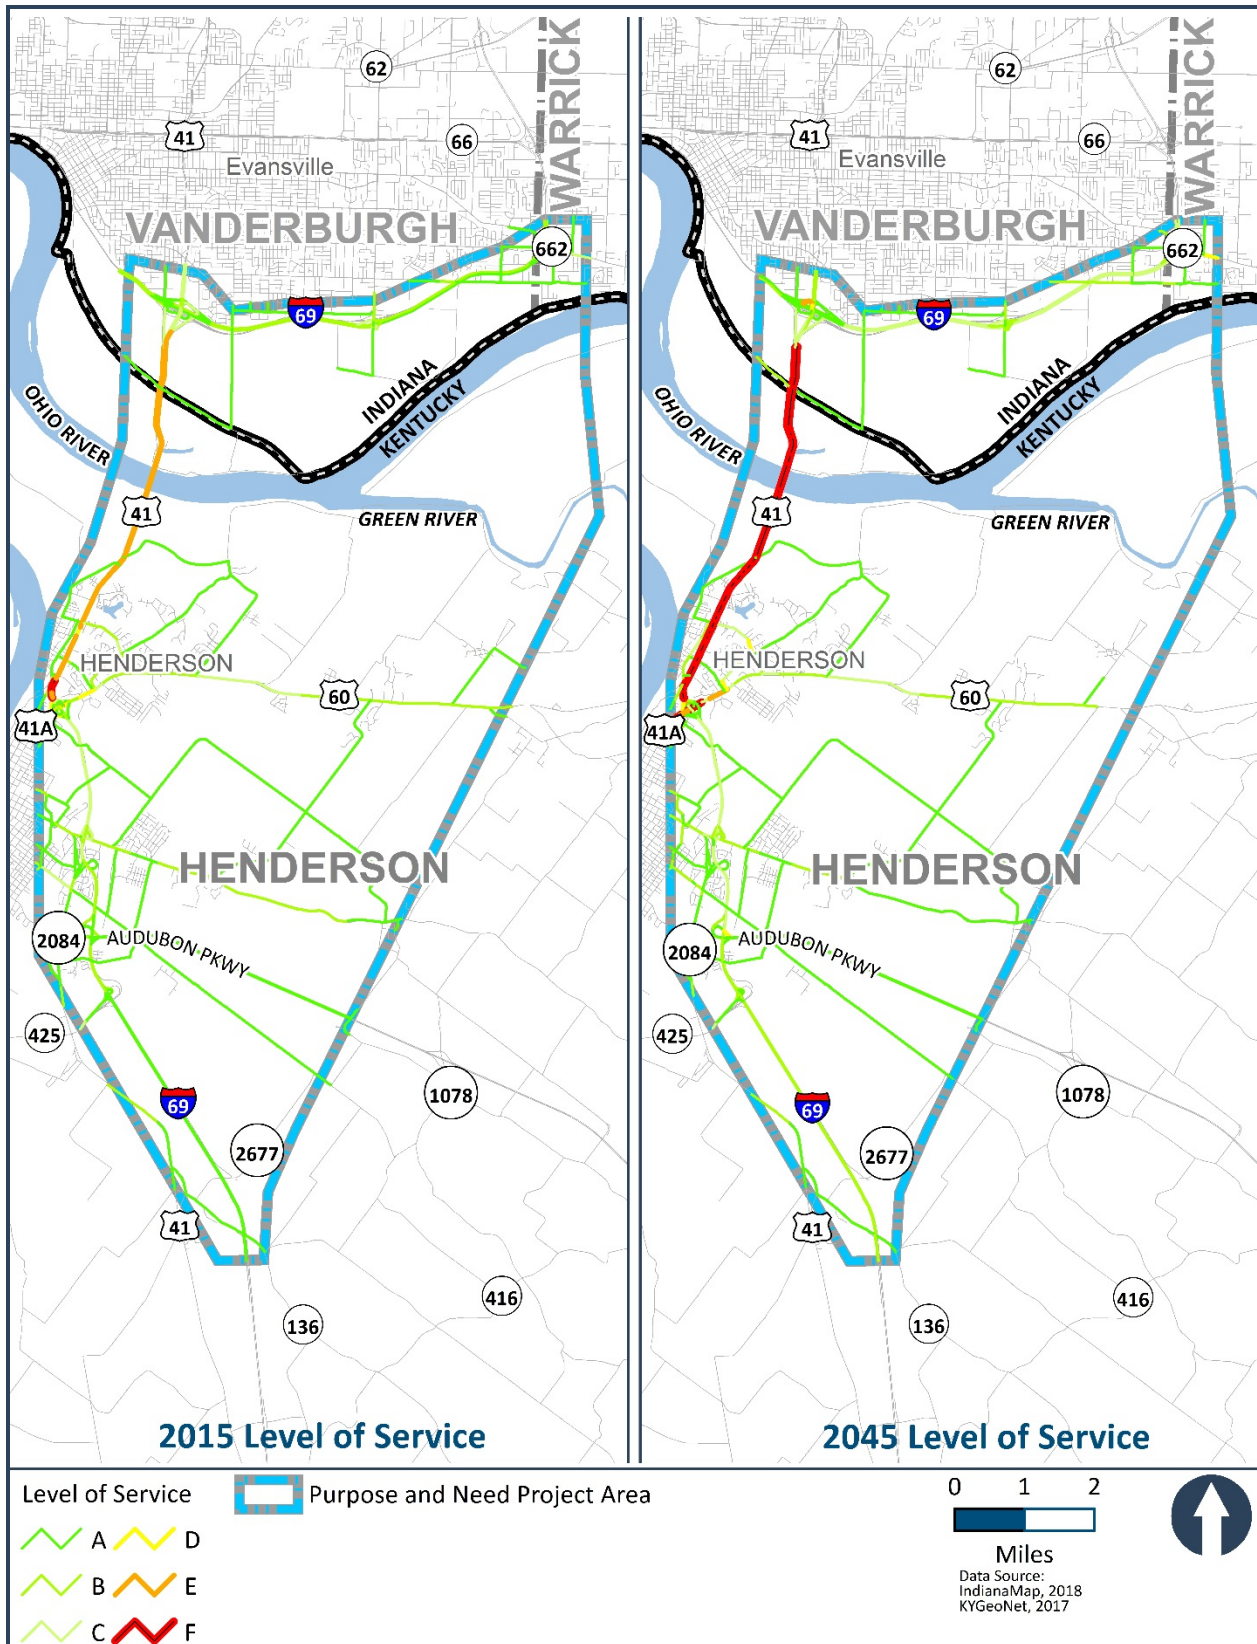 62
41
66
Evansville
WARRICK
VANDERBURGH
662
69
INDIANA
KENTUCKY
OHIO RIVER
41
GREEN RIVER
HENDERSON
60
41A
HENDERSON
2084
AUDUBON PKWY
425
69
1078
2677
41
416
136
2015 Level of Service
62
41
66
Evansville
WARRICK
VANDERBURGH
662
69
INDIANA
KENTUCKY
OHIO RIVER
41
GREEN RIVER
HENDERSON
60
41A
HENDERSON
2084
AUDUBON PKWY
425
69
1078
2677
41
416
136
2045 Level of Service
Level of Service
A
B
C
D
E
F
Purpose and Need Project Area
0 1 2
Miles
Data Source:
IndianaMap, 2018
KYGeoNet, 2017